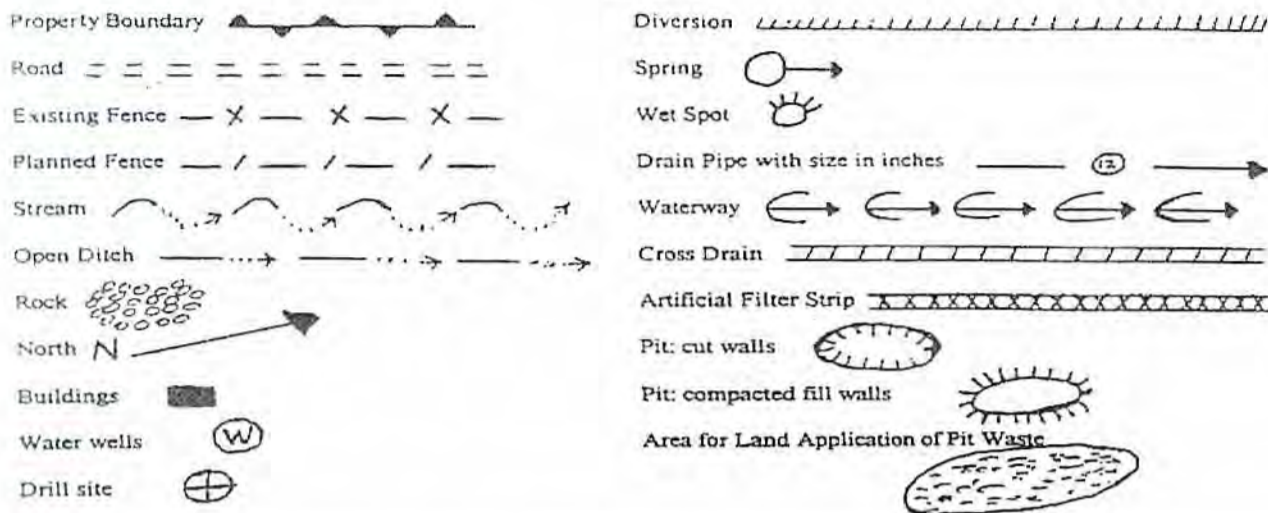 Property Boundary
Road
Existing Fence
Planned Fence
Stream
Open Ditch
Rock
North N
Buildings
Water wells W
Drill site
Diversion
Spring
Wet Spot
Drain Pipe with size in inches 12
Waterway
Cross Drain
Artificial Filter Strip
Pit: cut walls
Pit: compacted fill walls
Area for Land Application of Pit Waste